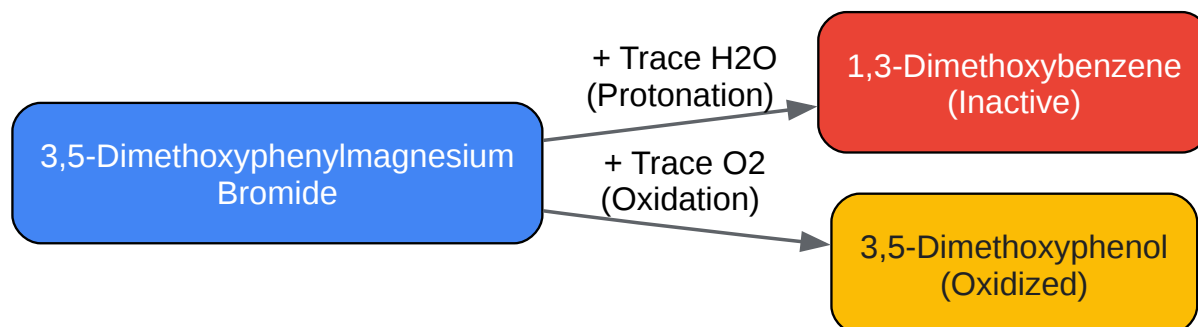 3,5-Dimethoxyphenylmagnesium
Bromide
+ Trace H2O
(Protonation)
1,3-Dimethoxybenzene
(Inactive)
+ Trace O2
(Oxidation)
3,5-Dimethoxyphenol
(Oxidized)